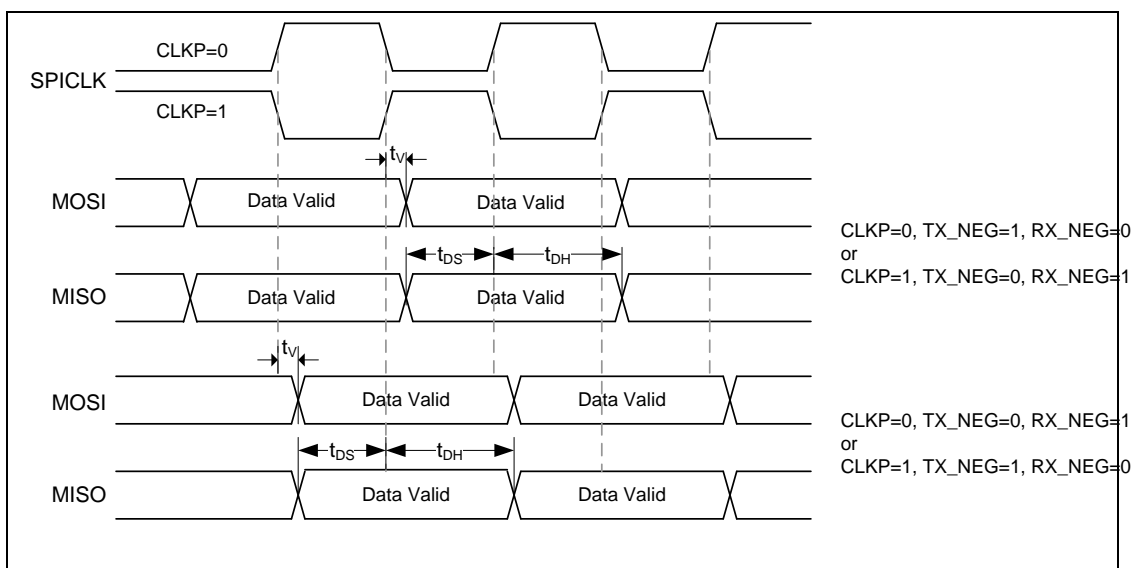 CLKP=0
SPICLK
CLKP=1
tV
MOSI
Data Valid
Data Valid
CLKP=0, TX_NEG=1, RX_NEG=0
or
CLKP=1, TX_NEG=0, RX_NEG=1
tDS
tDH
MISO
Data Valid
Data Valid
tV
MOSI
Data Valid
Data Valid
CLKP=0, TX_NEG=0, RX_NEG=1
or
CLKP=1, TX_NEG=1, RX_NEG=0
tDS
tDH
MISO
Data Valid
Data Valid